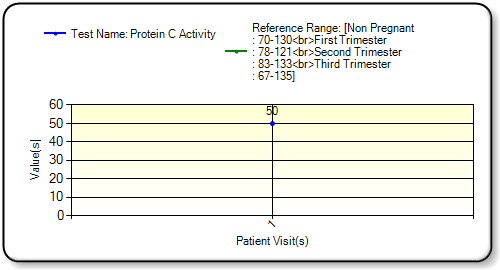 Test Name: Protein C Activity
Reference Range: [Non Pregnant
: 70-130<br>First Trimester
: 78-121<br>Second Trimester
: 83-133<br>Third Trimester
: 67-135]
60
50
40
30
20
10
0
50
Value(s)
1
Patient Visit(s)